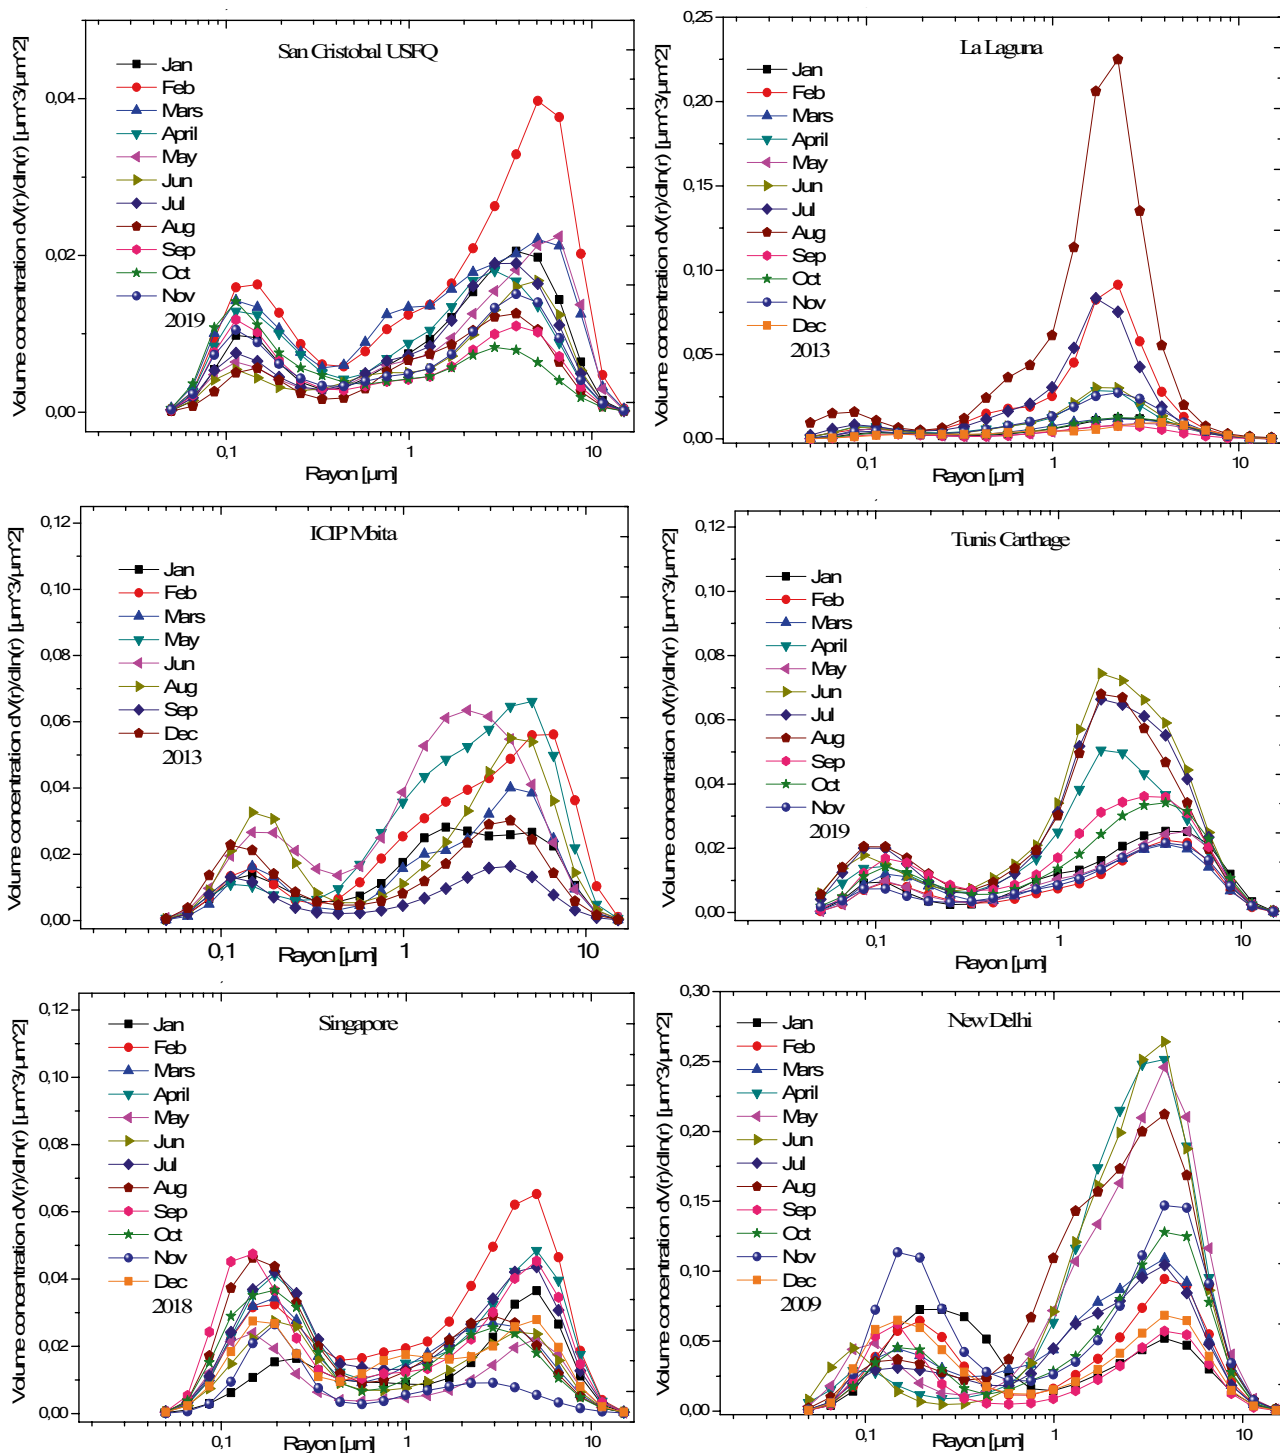 San Cristobal USFQ
Volume concentration dV(r)/dln(r) [µm^3/µm^2]
0,04
0,02
0,00
Jan
Feb
Mars
April
May
Jun
Jul
Aug
Sep
Oct
Nov
2019
0,1
1
10
Rayon [µm]
La Laguna
Volume concentration dV(r)/dln(r) [µm^3/µm^2]
0,25
0,20
0,15
0,10
0,05
0,00
Jan
Feb
Mars
April
May
Jun
Jul
Aug
Sep
Oct
Nov
Dec
2013
0,1
1
10
Rayon [µm]
ICIP Mbita
Volume concentration dV(r)/dln(r) [µm^3/µm^2]
0,12
0,10
0,08
0,06
0,04
0,02
0,00
Jan
Feb
Mars
May
Jun
Aug
Sep
Dec
2013
0,1
1
10
Rayon [µm]
Tunis Carthage
Volume concentration dV(r)/dln(r) [µm^3/µm^2]
0,12
0,10
0,08
0,06
0,04
0,02
0,00
Jan
Feb
Mars
April
May
Jun
Jul
Aug
Sep
Oct
Nov
2019
0,1
1
10
Rayon [µm]
Singapore
Volume concentration dV(r)/dln(r) [µm^3/µm^2]
0,12
0,10
0,08
0,06
0,04
0,02
0,00
Jan
Feb
Mars
April
May
Jun
Jul
Aug
Sep
Oct
Nov
Dec
2018
0,1
1
10
Rayon [µm]
New Delhi
Volume concentration dV(r)/dln(r) [µm^3/µm^2]
0,30
0,25
0,20
0,15
0,10
0,05
0,00
Jan
Feb
Mars
April
May
Jun
Jul
Aug
Sep
Oct
Nov
Dec
2009
0,1
1
10
Rayon [µm]